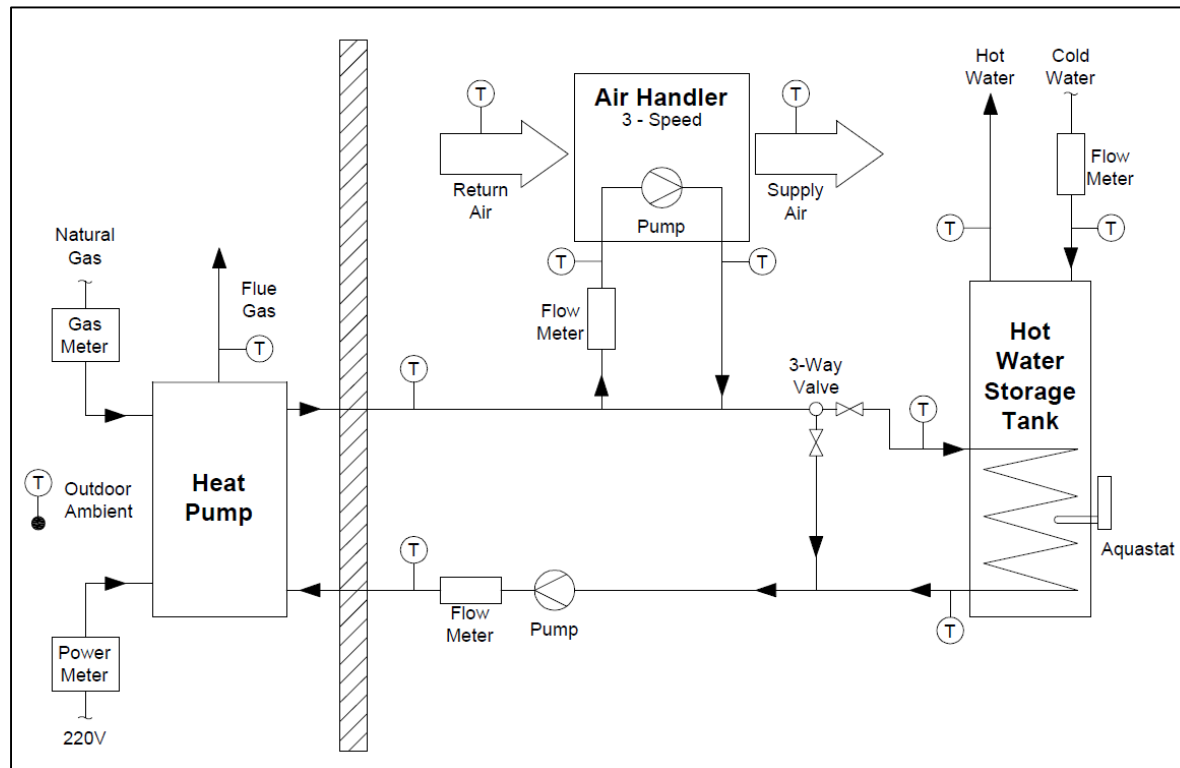 Hot
Water
Cold
Water
T
Air Handler
3 - Speed
T
Flow
Meter
Return
Air
Pump
Supply
Air
T
T
Natural
Gas
T
T
Flue
Gas
Flow
Meter
Gas
Meter
T
Hot
Water
Storage
Tank
3-Way
Valve
T
T
T
Outdoor
Ambient
Heat
Pump
Aquastat
T
Flow
Meter
Pump
T
Power
Meter
220V